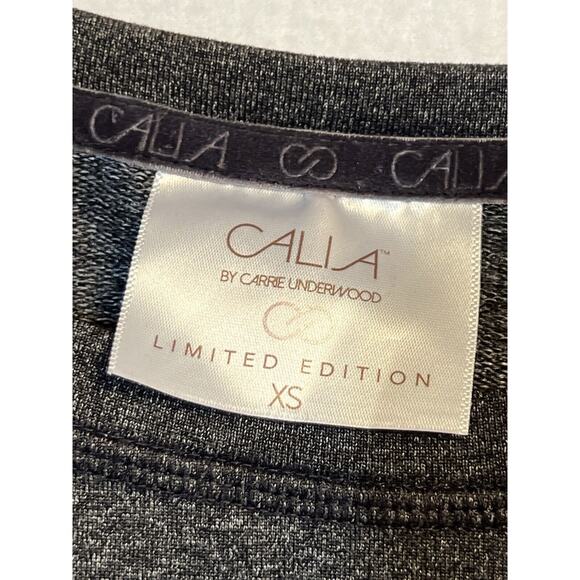 CALIA CALIA
CALIA™
BY CARRIE UNDERWOOD
LIMITED EDITION
XS